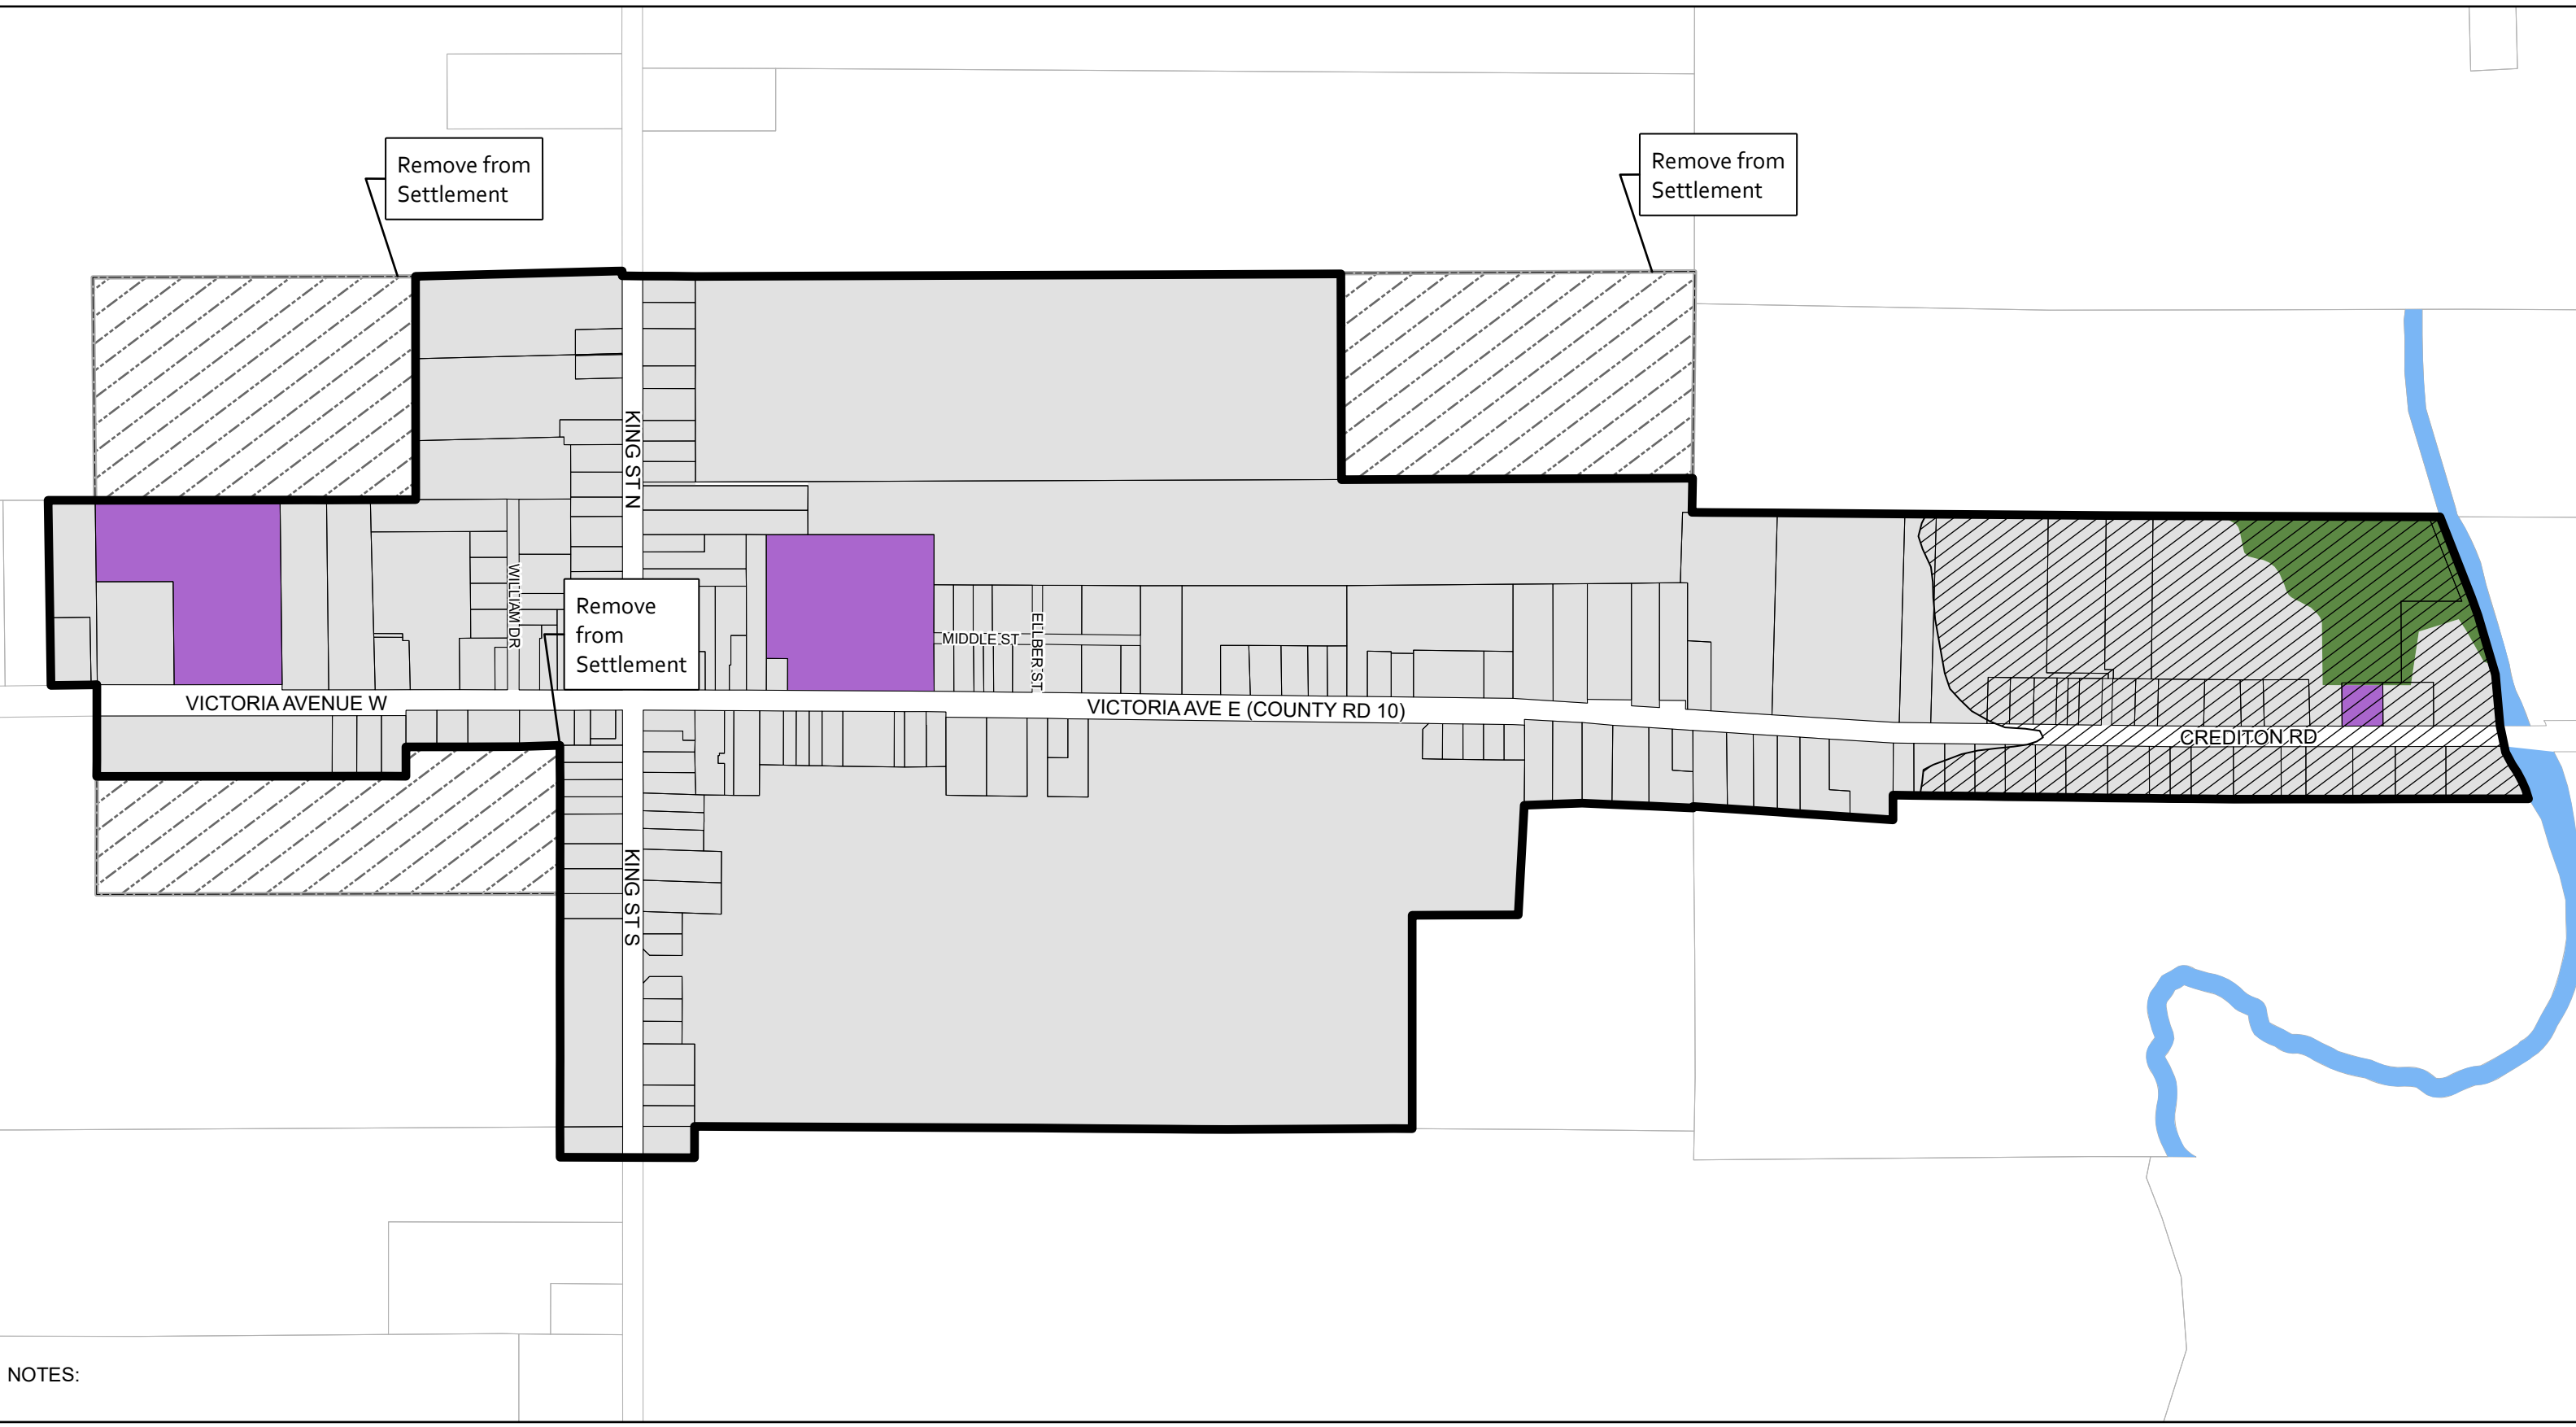 Remove from
Settlement
Remove from
Settlement
KING ST N
WILLIAM DR
Remove
from
Settlement
MIDDLE ST
ELLBER ST
VICTORIA AVENUE W
VICTORIA AVE E (COUNTY RD 10)
CREDITON RD
KING ST S
NOTES: